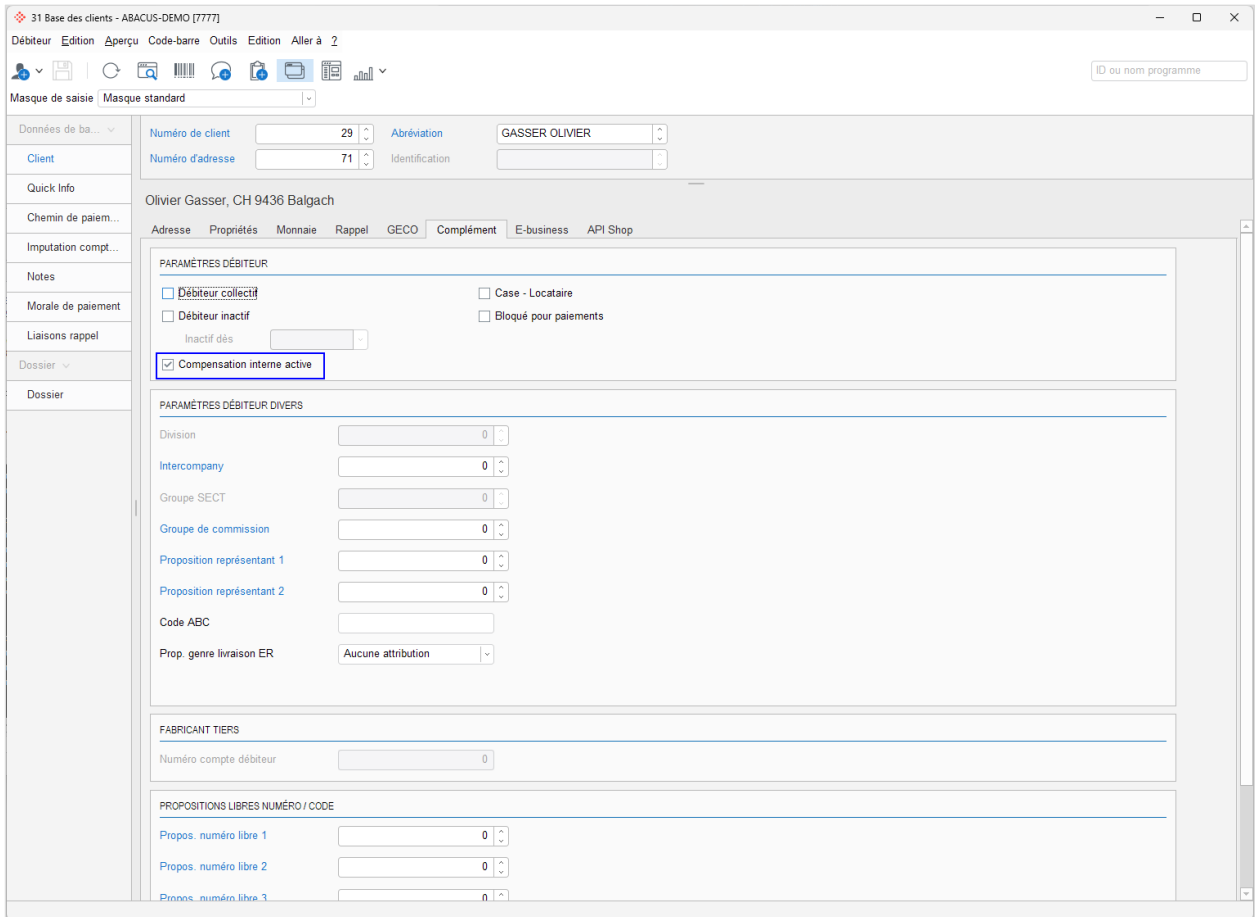 31 Base des clients - ABACUS-DEMO [7777]
Débiteur Edition Aperçu Code-barre Outils Edition Aller à ?
ID ou nom programme
Masque de saisie Masque standard
Données de ba...
Client
Quick Info
Chemin de paiem...
Imputation compt...
Notes
Morale de paiement
Liaisons rappel
Dossier
Dossier
Numéro de client 29 Abréviation GASSER OLIVIER
Numéro d'adresse 71 Identification
Olivier Gasser, CH 9436 Balgach
Adresse Propriétés Monnaie Rappel GECO Complément E-business API Shop
PARAMÈTRES DÉBITEUR
Débiteur collectif Case - Locataire
Débiteur inactif Bloqué pour paiements
Inactif dès
Compensation interne active
PARAMÈTRES DÉBITEUR DIVERS
Division 0
Intercompany 0
Groupe SECT 0
Groupe de commission 0
Proposition représentant 1 0
Proposition représentant 2 0
Code ABC
Prop. genre livraison ER Aucune attribution
FABRICANT TIERS
Numéro compte débiteur 0
PROPOSITIONS LIBRES NUMÉRO / CODE
Propos. numéro libre 1 0
Propos. numéro libre 2 0
Propos. numéro libre 3 0